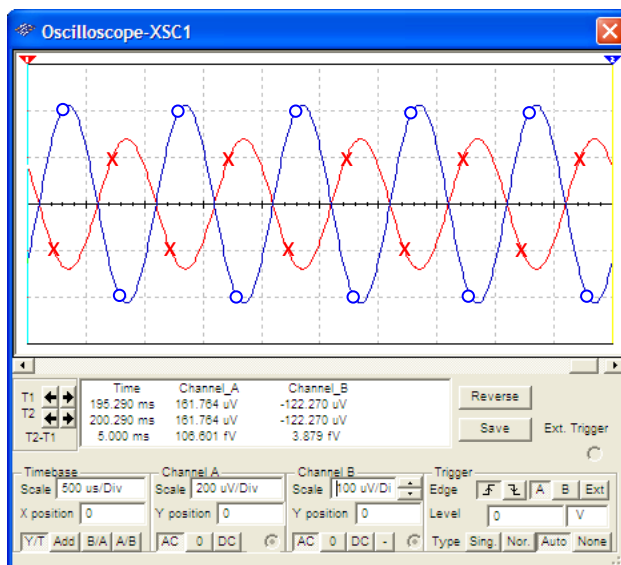 Oscilloscope-XSC1
Time Channel_A Channel_B
T1 195.290 ms 161.764 uV -122.270 uV
T2 200.290 ms 161.764 uV -122.270 uV
T2-T1 5.000 ms 106.601 fV 3.879 fV
Reverse
Save
Ext. Trigger
Timebase
Scale 500 us/Div
X position 0
Y/T Add B/A A/B
Channel A
Scale 200 uV/Div
Y position 0
AC 0 DC
Channel B
Scale 100 uV/Di
Y position 0
AC 0 DC -
Trigger
Edge A B Ext
Level 0 V
Type Sing. Nor. Auto None